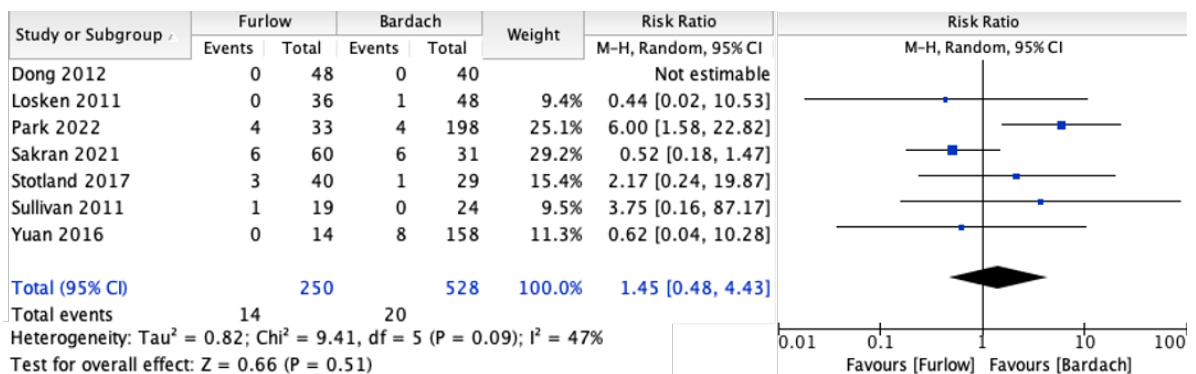 Study or Subgroup Furlow Bardach Weight Risk Ratio Risk Ratio
Events Total Events Total M-H, Random, 95% CI M-H, Random, 95% CI
Dong 2012 0 48 0 40 Not estimable
Losken 2011 0 36 1 48 9.4% 0.44 [0.02, 10.53]
Park 2022 4 33 4 198 25.1% 6.00 [1.58, 22.82]
Sakran 2021 6 60 6 31 29.2% 0.52 [0.18, 1.47]
Stotland 2017 3 40 1 29 15.4% 2.17 [0.24, 19.87]
Sullivan 2011 1 19 0 24 9.5% 3.75 [0.16, 87.17]
Yuan 2016 0 14 8 158 11.3% 0.62 [0.04, 10.28]
Total (95% CI) 250 528 100.0% 1.45 [0.48, 4.43]
Total events 14 20
Heterogeneity: Tau² = 0.82; Chi² = 9.41, df = 5 (P = 0.09); I² = 47%
Test for overall effect: Z = 0.66 (P = 0.51)
0.01 0.1 1 10 100
Favours [Furlow] Favours [Bardach]